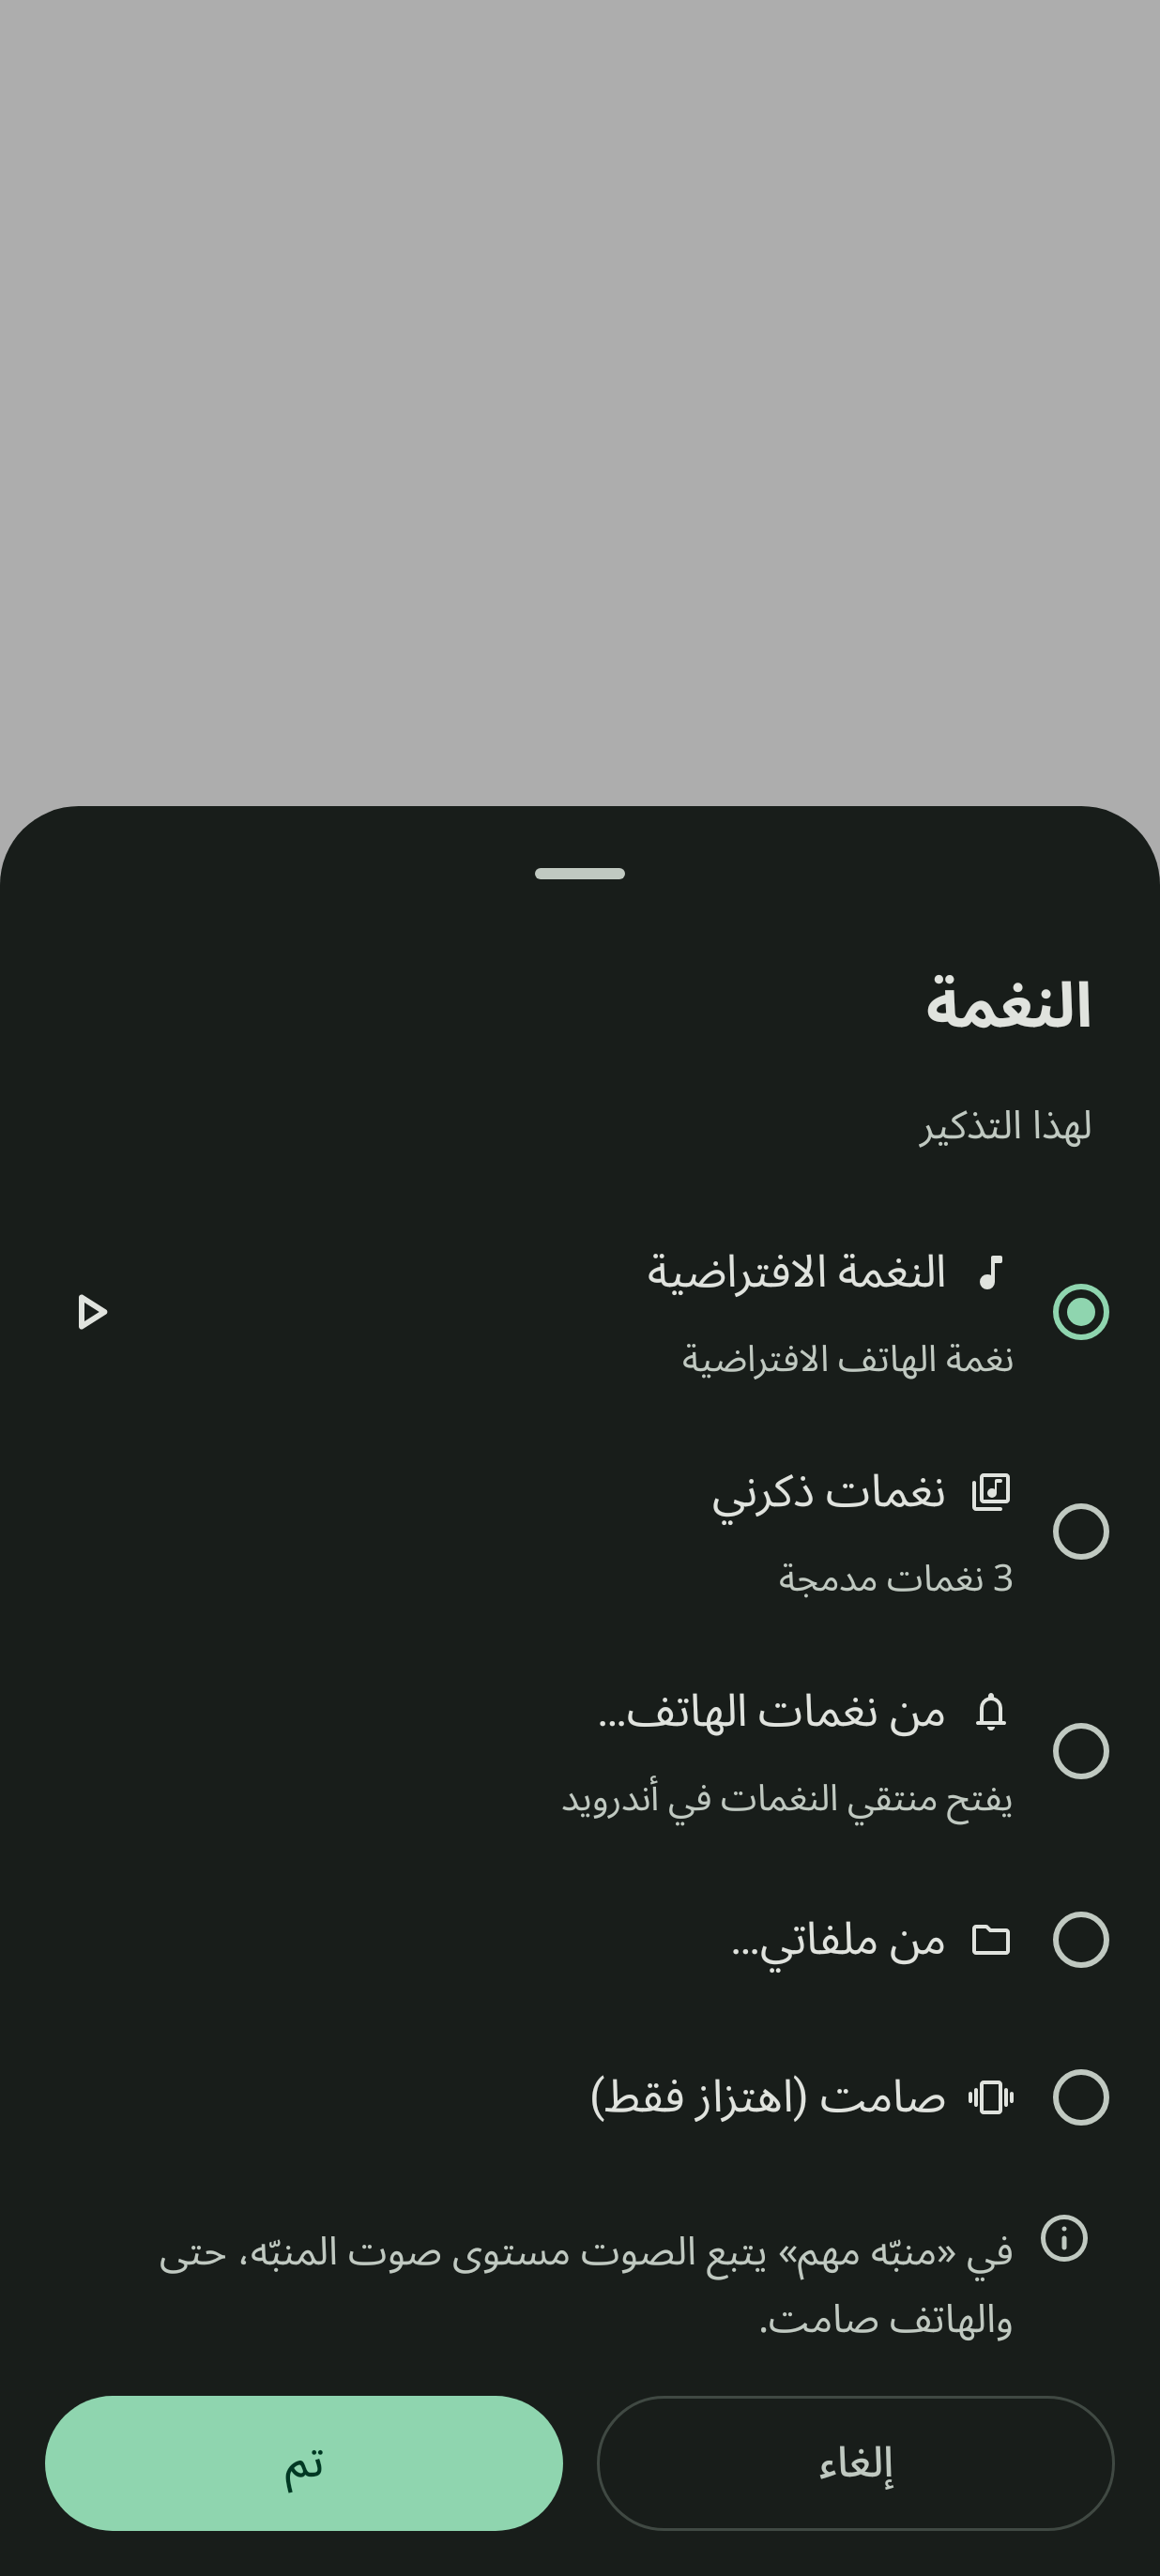 النغمة
لهذا التذكير
النغمة الافتراضية
نغمة الهاتف الافتراضية
نغمات ذكرني
3 نغمات مدمجة
من نغمات الهاتف...
يفتح منتقي النغمات في أندرويد
من ملفاتي...
صامت (اهتزاز فقط)
في «منبّه مهم» يتبع الصوت مستوى صوت المنبّه، حتى
والهاتف صامت.
إلغاء
تم